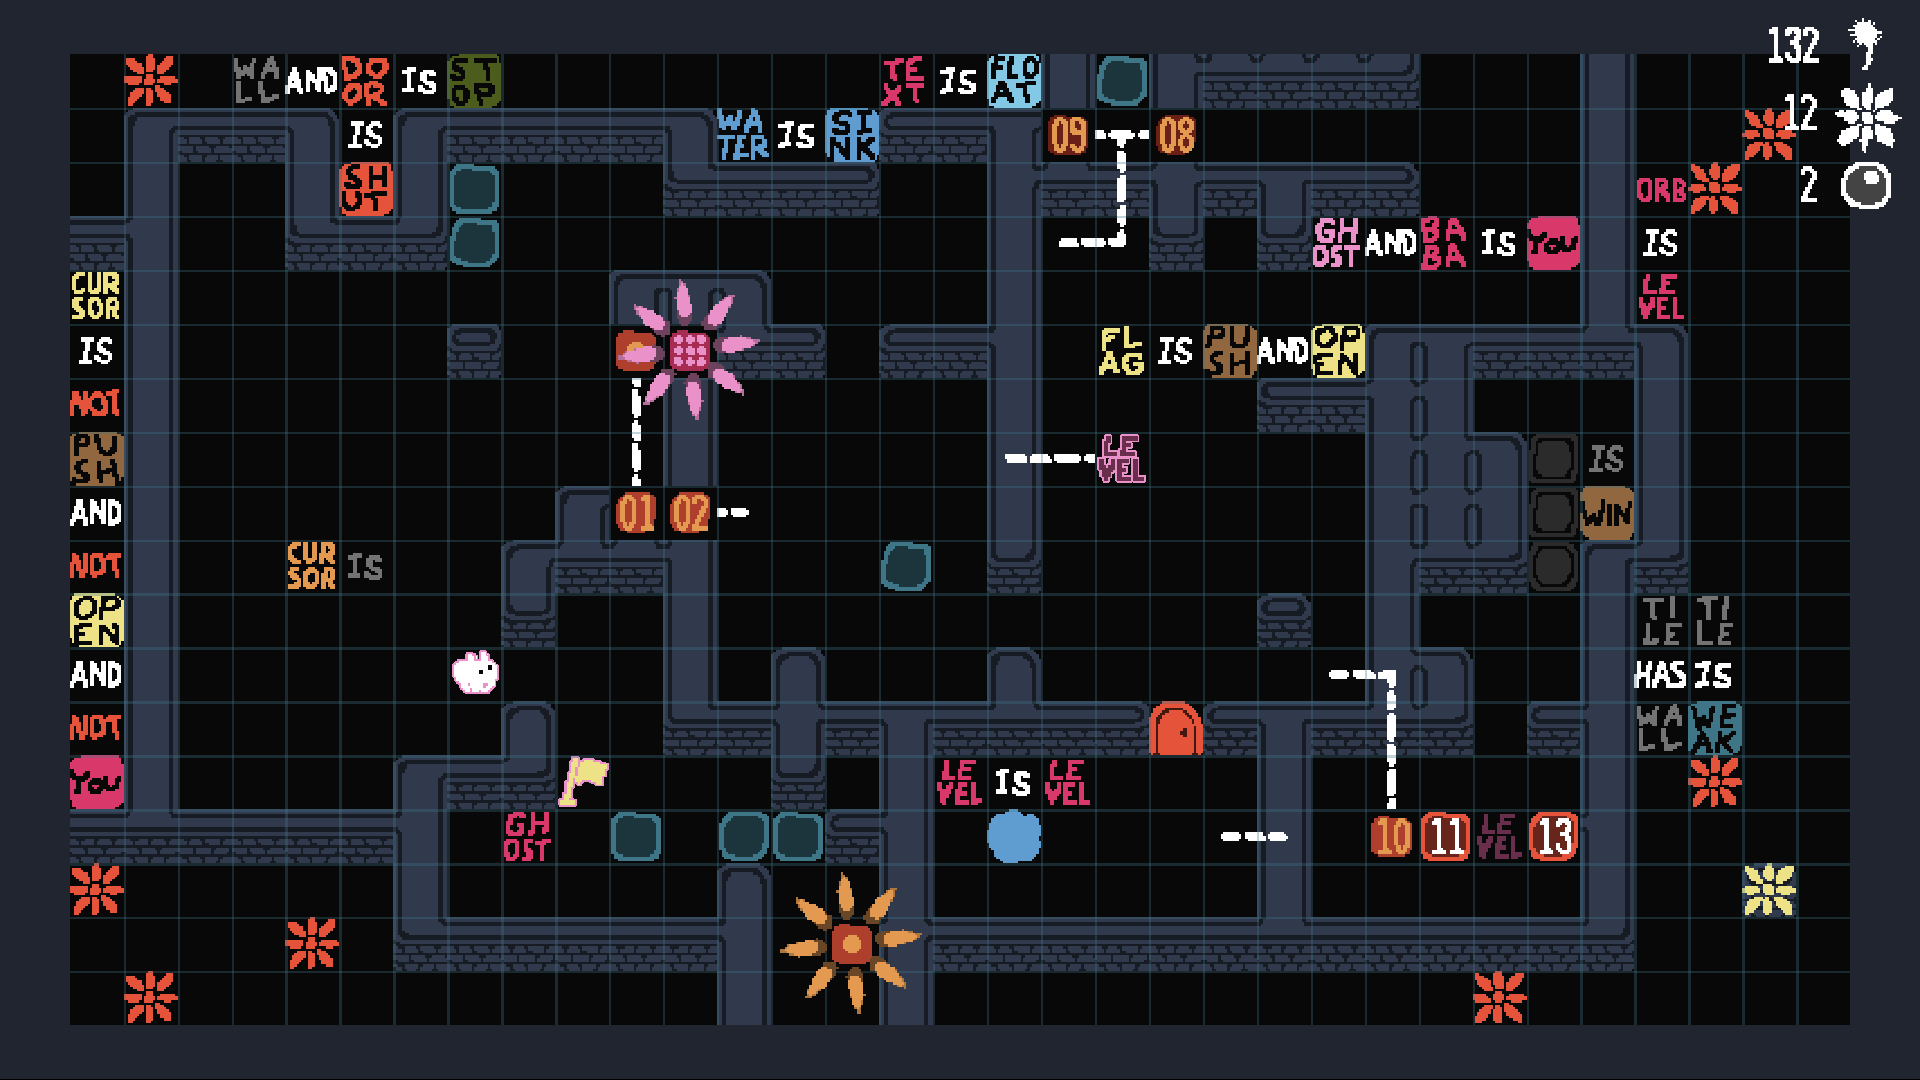 132
WALL AND DOOR IS STOP
TEXT IS FLOAT
12
IS
WATER IS SINK
09 08
SHUT
ORB
2
GHOST AND BABA IS YOU
IS
CURSOR
LEVEL
IS
FLAG IS PUSH AND OPEN
NOT
PUSH
LEVEL
IS
AND
01 02
WIN
NOT
CURSOR IS
OPEN
TILE TILE
AND
HAS IS
NOT
WALL WEAK
YOU
LEVEL IS LEVEL
GHOST
10 11 LEVEL 13